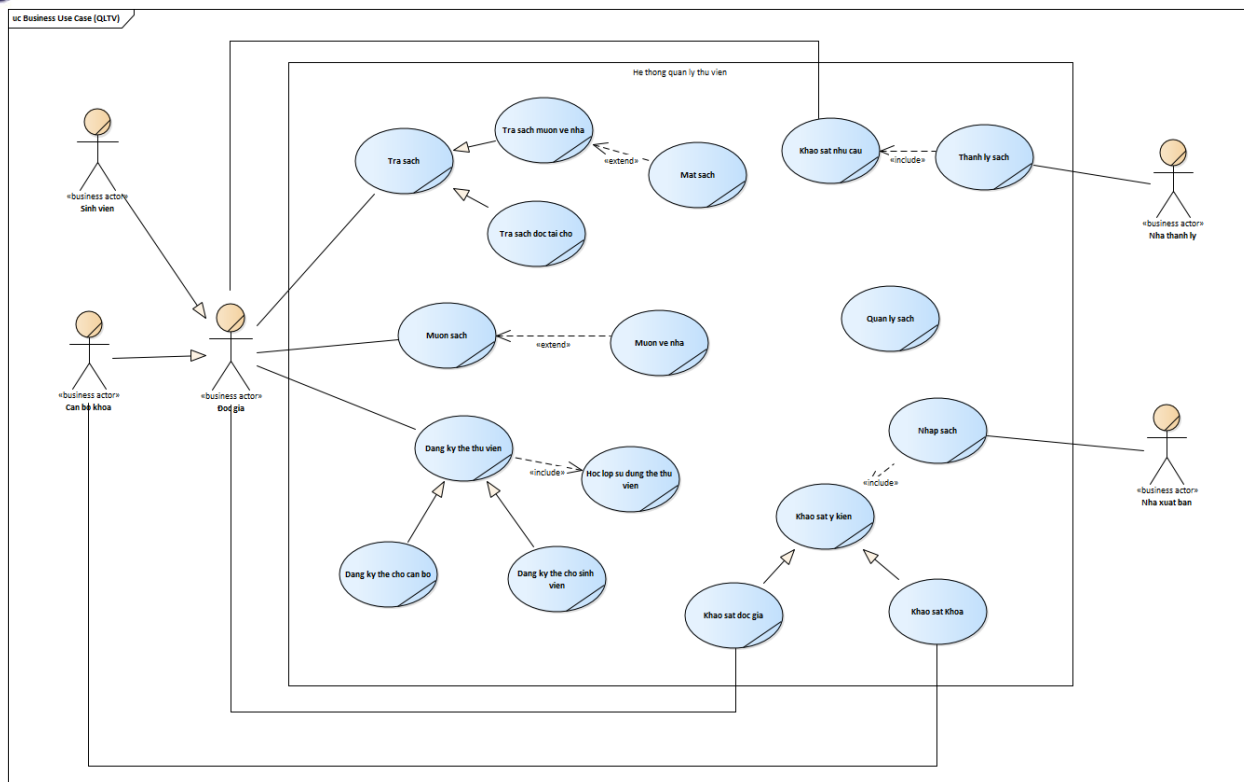 uc Business Use Case (QLTV)
He thong quan ly thu vien
«business actor»
Sinh vien
Tra sach
Tra sach muon ve nha
«extend»
Mat sach
Tra sach doc tai cho
Khao sat nhu cau
«include»
Thanh ly sach
«business actor»
Nha thanh ly
«business actor»
Can bo khoa
«business actor»
Đoc gia
Muon sach
«extend»
Muon ve nha
Quan ly sach
Dang ky the thu vien
«include»
Hoc lop su dung the thu
vien
Nhap sach
«include»
«business actor»
Nha xuat ban
Khao sat y kien
Dang ky the cho can bo
Dang ky the cho sinh
vien
Khao sat doc gia
Khao sat Khoa